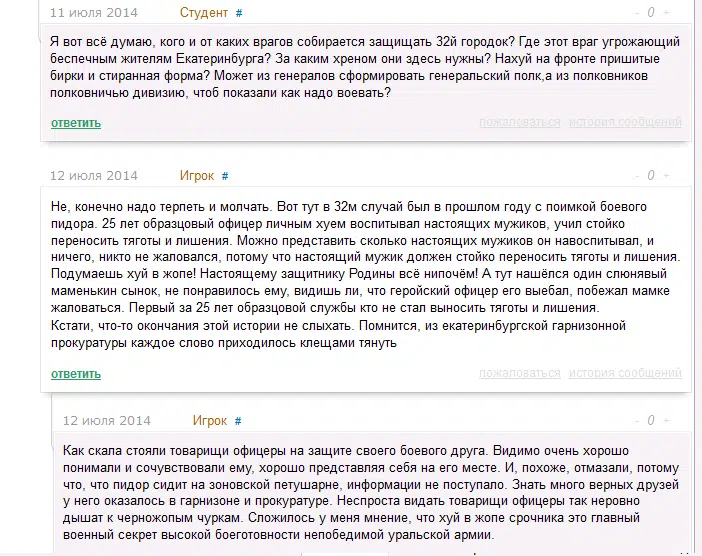 11 июля 2014 Студент # - 0 +
Я вот всё думаю, кого и от каких врагов собирается защищать 32й городок? Где этот враг угрожающий
беспечным жителям Екатеринбурга? За каким хреном они здесь нужны? Нахуй на фронте пришитые
бирки и стиранная форма? Может из генералов сформировать генеральский полк,а из полковников
полковничью дивизию, чтоб показали как надо воевать?
ответить пожаловаться история сообщений
12 июля 2014 Игрок # - 0 +
Не, конечно надо терпеть и молчать. Вот тут в 32м случай был в прошлом году с поимкой боевого
пидора. 25 лет образцовый офицер личным хуем воспитывал настоящих мужиков, учил стойко
переносить тяготы и лишения. Можно представить сколько настоящих мужиков он навоспитывал, и
ничего, никто не жаловался, потому что настоящий мужик должен стойко переносить тяготы и лишения.
Подумаешь хуй в жопе! Настоящему защитнику Родины всё нипочём! А тут нашёлся один слюнявый
маменькин сынок, не понравилось ему, видишь ли, что геройский офицер его выебал, побежал мамке
жаловаться. Первый за 25 лет образцовой службы кто не стал выносить тяготы и лишения.
Кстати, что-то окончания этой истории не слыхать. Помнится, из екатеринбургской гарнизонной
прокуратуры каждое слово приходилось клещами тянуть
ответить пожаловаться история сообщений
12 июля 2014 Игрок # - 0 +
Как скала стояли товарищи офицеры на защите своего боевого друга. Видимо очень хорошо
понимали и сочувствовали ему, хорошо представляя себя на его месте. И, похоже, отмазали, потому
что, что пидор сидит на зоновской петушарне, информации не поступало. Знать много верных друзей
у него оказалось в гарнизоне и прокуратуре. Неспроста видать товарищи офицеры так неровно
дышат к черножопым чуркам. Сложилось у меня мнение, что хуй в жопе срочника это главный
военный секрет высокой боеготовности непобедимой уральской армии.